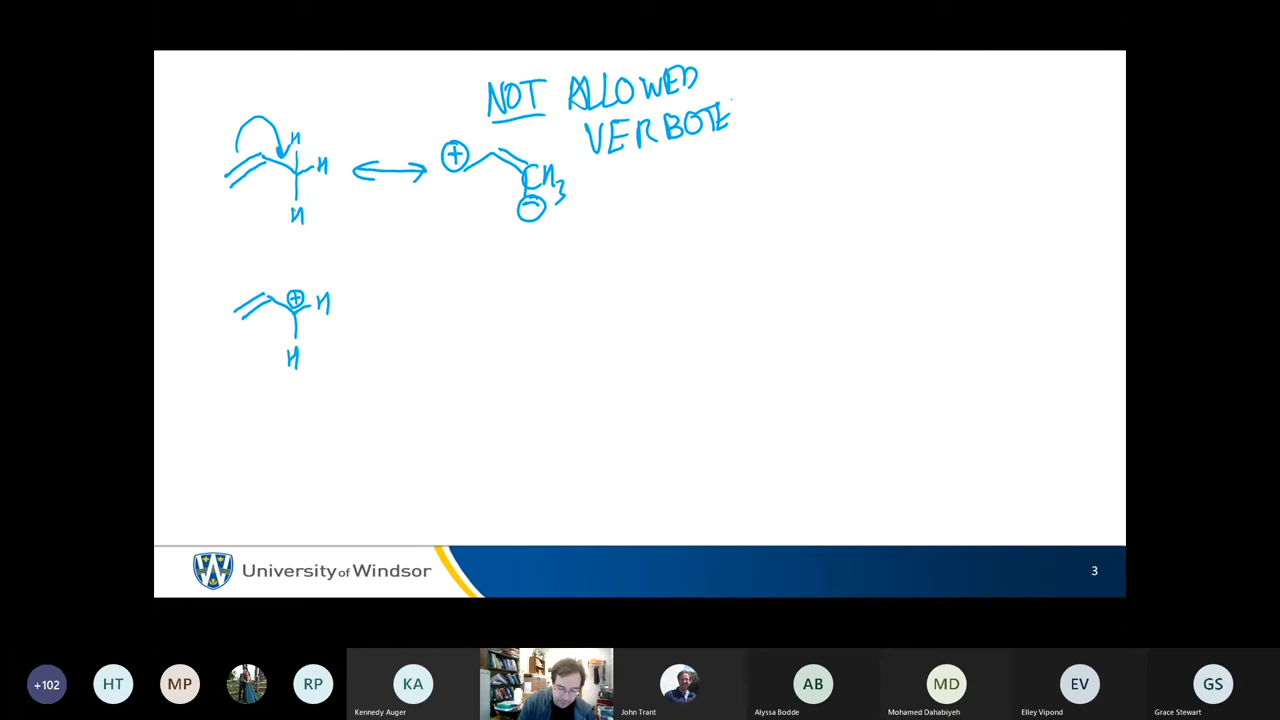 NOT ALLOWED
VERBOTE
H
H
H
+
CH3
−
+
H
H
University of Windsor
3
+102
HT
MP
RP
KA
AB
MD
EV
GS
Kennedy Auger
John Trant
Alyssa Bodde
Mohamed Dahabiyeh
Elley Vipond
Grace Stewart